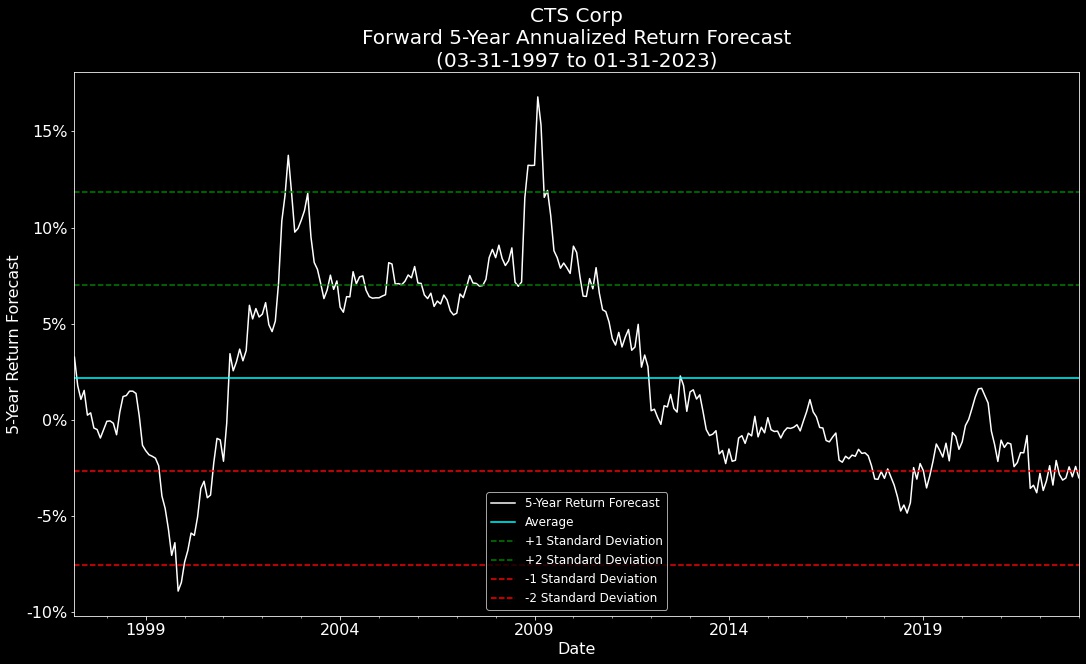 CTS Corp
Forward 5-Year Annualized Return Forecast
(03-31-1997 to 01-31-2023)
5-Year Return Forecast
15%
10%
5%
0%
-5%
-10%
5-Year Return Forecast
Average
+1 Standard Deviation
+2 Standard Deviation
-1 Standard Deviation
-2 Standard Deviation
1999 2004 2009 2014 2019
Date